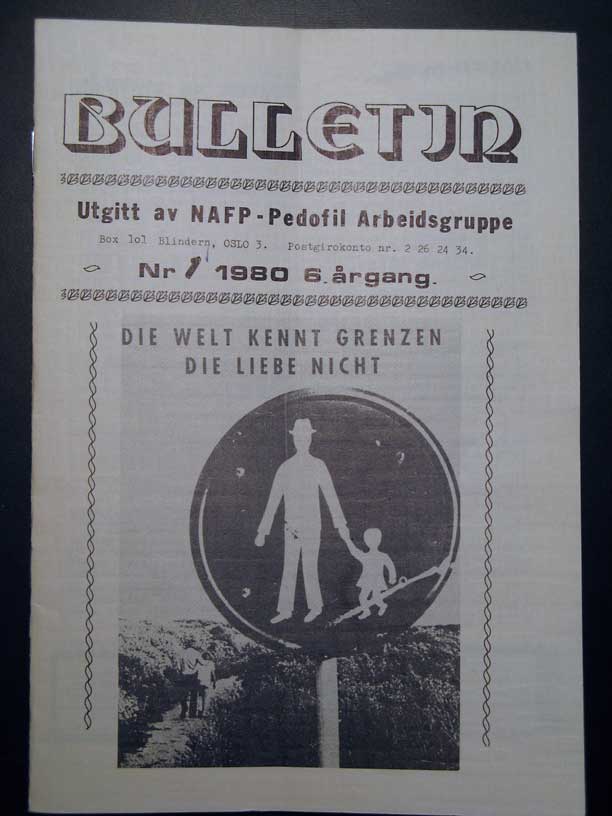 BULLETIN
Utgitt av NAFP-Pedofil Arbeidsgruppe
Box lol Blindern, OSLO 3. Postgirokonto nr. 2 26 24 34.
Nr 1 1980 6. årgang.
DIE WELT KENNT GRENZEN
DIE LIEBE NICHT